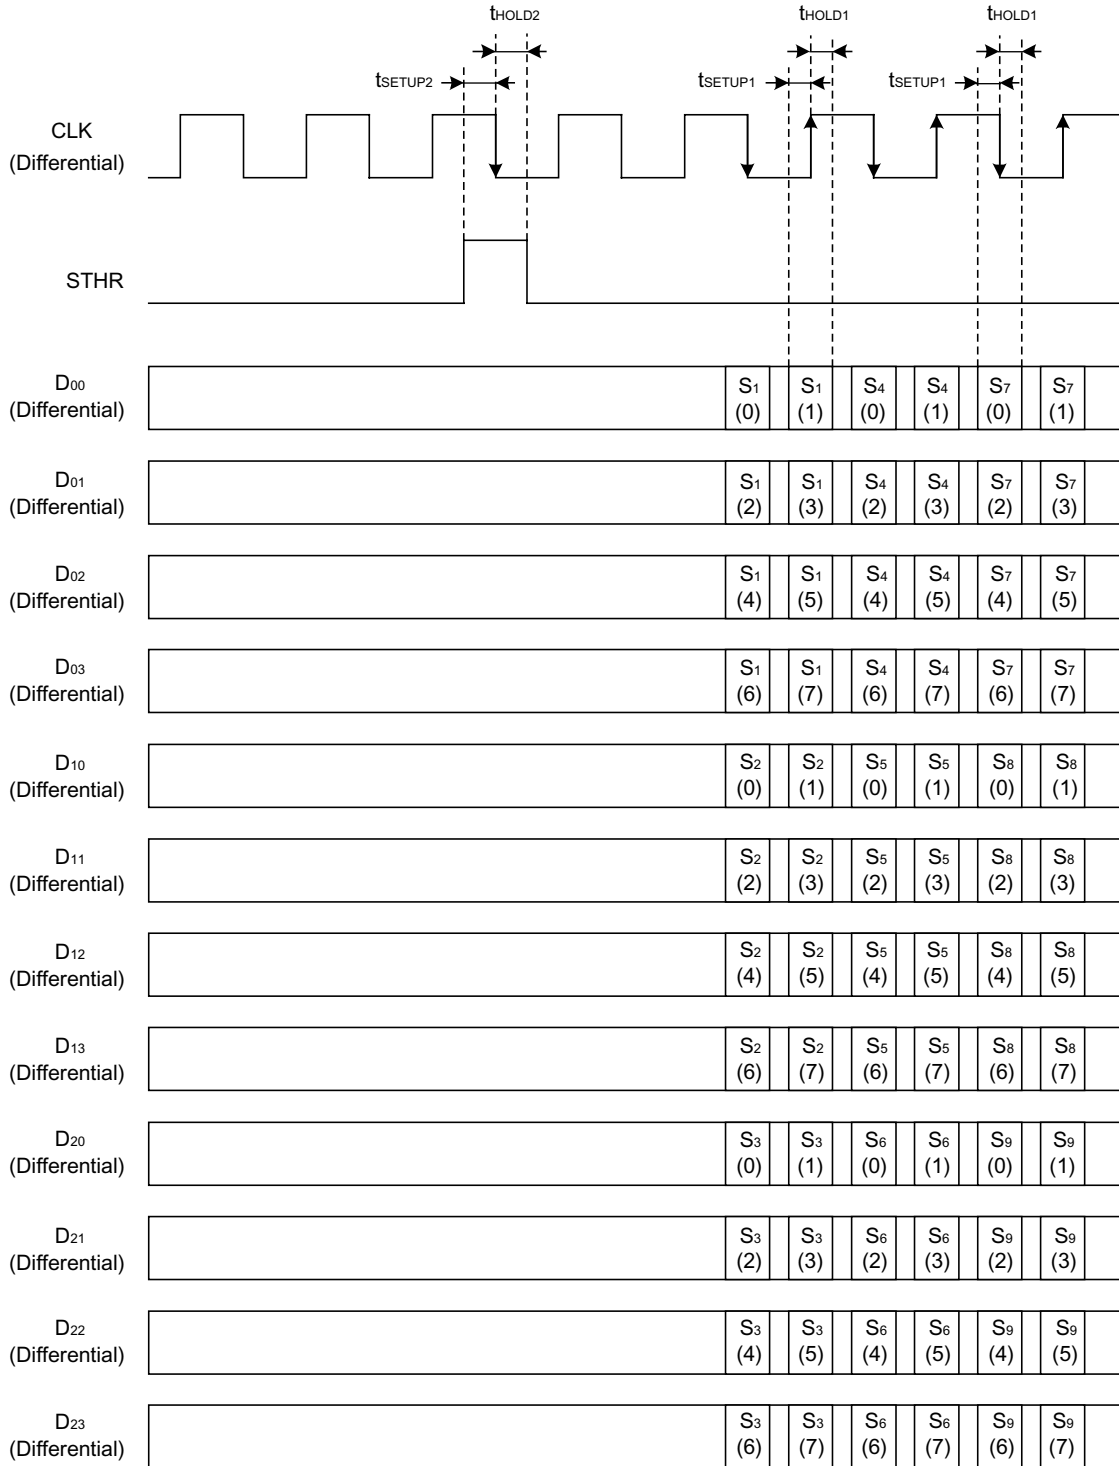 tHOLD2 tHOLD1 tHOLD1
tSETUP2 tSETUP1 tSETUP1
CLK
(Differential)
STHR
D00
(Differential)
S1 S1 S4 S4 S7 S7
(0) (1) (0) (1) (0) (1)
D01
(Differential)
S1 S1 S4 S4 S7 S7
(2) (3) (2) (3) (2) (3)
D02
(Differential)
S1 S1 S4 S4 S7 S7
(4) (5) (4) (5) (4) (5)
D03
(Differential)
S1 S1 S4 S4 S7 S7
(6) (7) (6) (7) (6) (7)
D10
(Differential)
S2 S2 S5 S5 S8 S8
(0) (1) (0) (1) (0) (1)
D11
(Differential)
S2 S2 S5 S5 S8 S8
(2) (3) (2) (3) (2) (3)
D12
(Differential)
S2 S2 S5 S5 S8 S8
(4) (5) (4) (5) (4) (5)
D13
(Differential)
S2 S2 S5 S5 S8 S8
(6) (7) (6) (7) (6) (7)
D20
(Differential)
S3 S3 S6 S6 S9 S9
(0) (1) (0) (1) (0) (1)
D21
(Differential)
S3 S3 S6 S6 S9 S9
(2) (3) (2) (3) (2) (3)
D22
(Differential)
S3 S3 S6 S6 S9 S9
(4) (5) (4) (5) (4) (5)
D23
(Differential)
S3 S3 S6 S6 S9 S9
(6) (7) (6) (7) (6) (7)